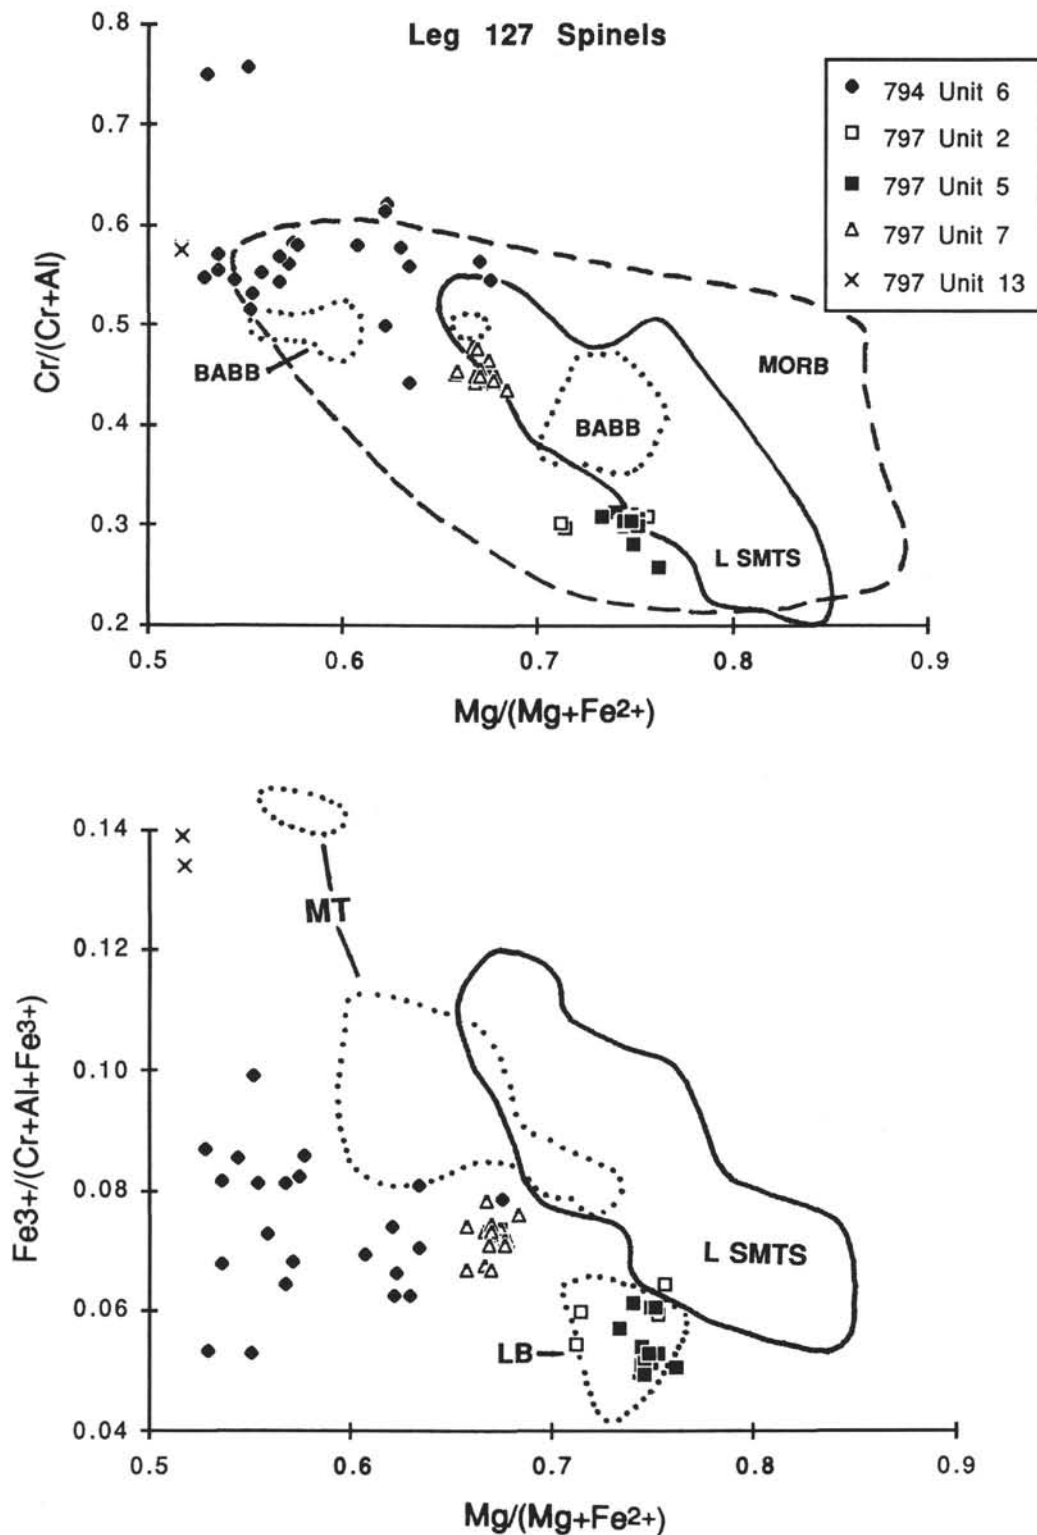 Leg 127 Spinels
0.8
0.7
0.6
0.5
0.4
0.3
0.2
Cr/(Cr+Al)
794 Unit 6
797 Unit 2
797 Unit 5
797 Unit 7
797 Unit 13
BABB
MORB
BABB
L SMTS
0.5 0.6 0.7 0.8 0.9
Mg/(Mg+Fe2+)
0.14
0.12
0.10
0.08
0.06
0.04
Fe3+/(Cr+Al+Fe3+)
MT
L SMTS
LB
0.5 0.6 0.7 0.8 0.9
Mg/(Mg+Fe2+)